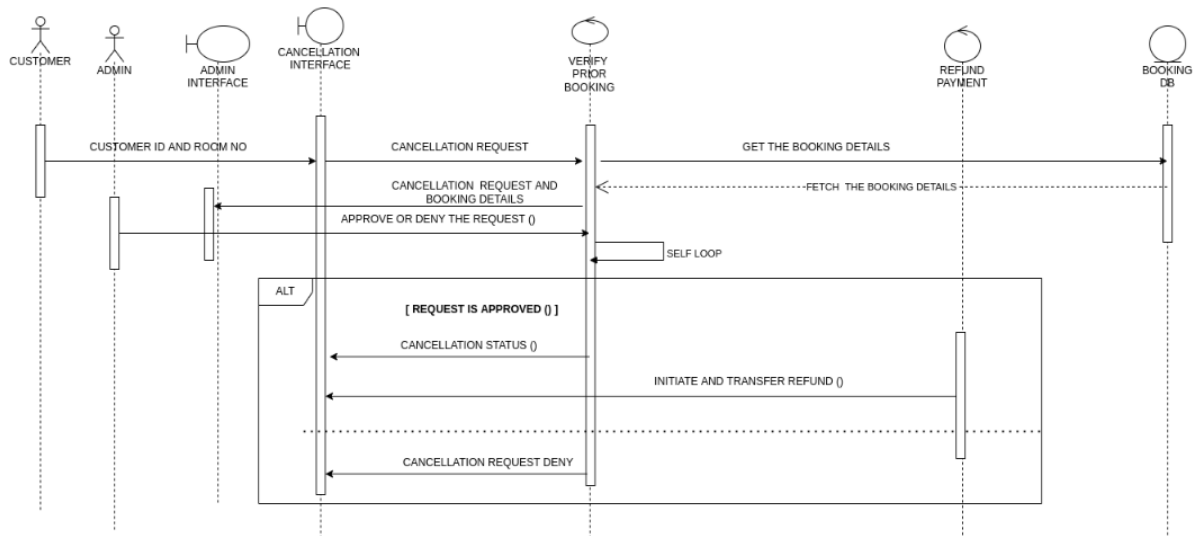 CUSTOMER
ADMIN
ADMIN
INTERFACE
CANCELLATION
INTERFACE
VERIFY
PRIOR
BOOKING
REFUND
PAYMENT
BOOKING
DB
CUSTOMER ID AND ROOM NO
CANCELLATION REQUEST
GET THE BOOKING DETAILS
FETCH THE BOOKING DETAILS
CANCELLATION REQUEST AND
BOOKING DETAILS
APPROVE OR DENY THE REQUEST ()
SELF LOOP
ALT
[ REQUEST IS APPROVED () ]
CANCELLATION STATUS ()
INITIATE AND TRANSFER REFUND ()
CANCELLATION REQUEST DENY